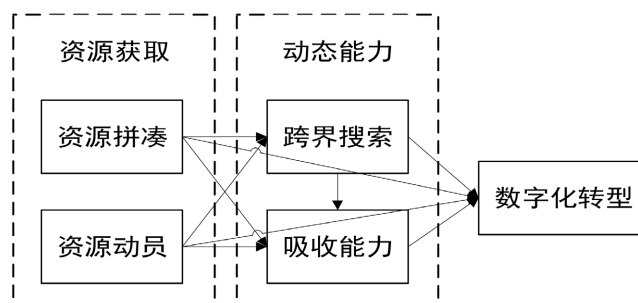 资源获取
动态能力
资源拼凑
跨界搜索
数字化转型
资源动员
吸收能力